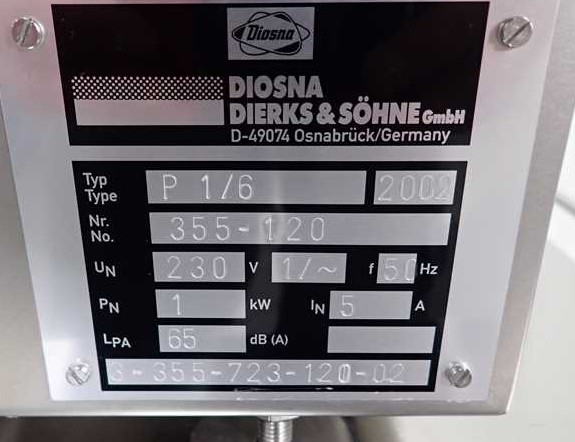 Diosna
DIOSNA
DIERKS & SÖHNE GmbH
D-49074 Osnabrück/Germany
Typ
Type P 1/6 2002
Nr.
No. 355-120
UN 230 V 1/~ f 50 Hz
PN 1 kW IN 5 A
LPA 65 dB (A)
3-355-723-120-02